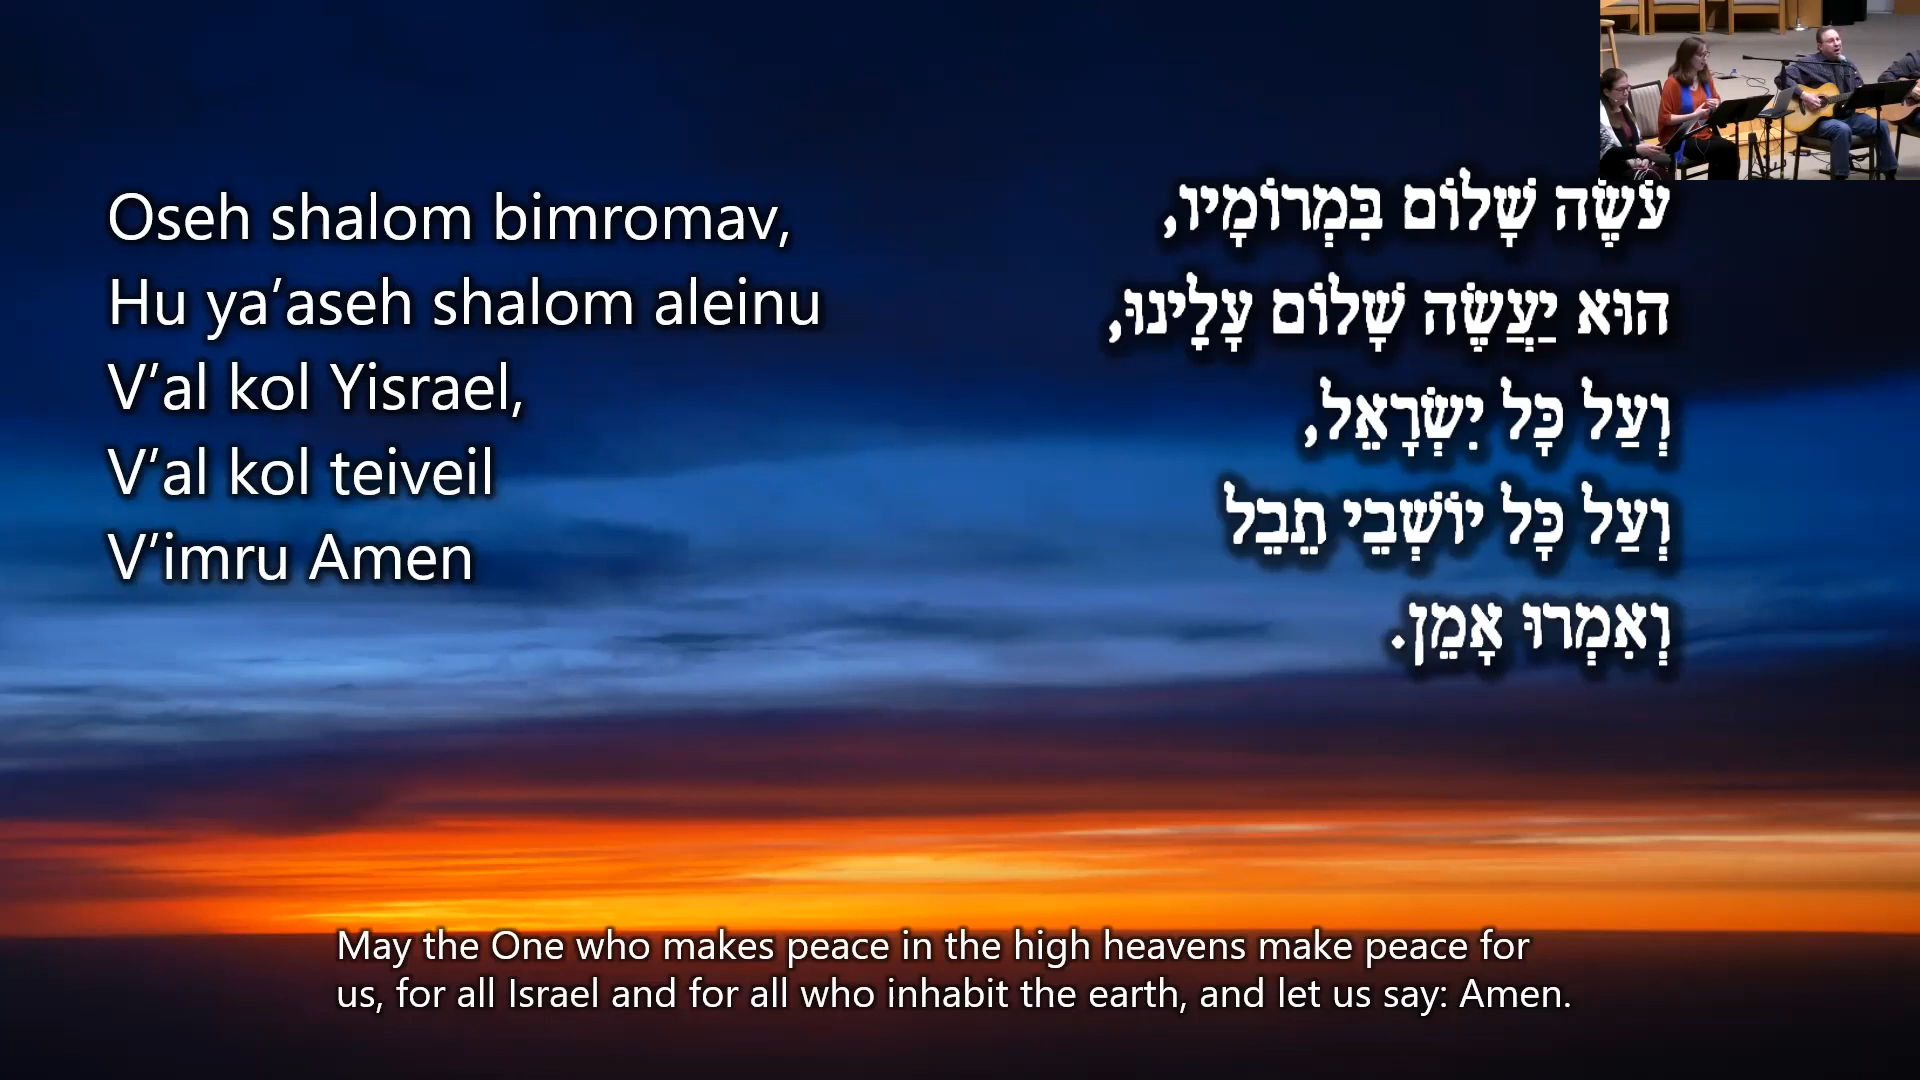 Oseh shalom bimromav,
Hu ya’aseh shalom aleinu
V’al kol Yisrael,
V’al kol teiveil
V’imru Amen
עֹשֶׂה שָׁלוֹם בִּמְרוֹמָיו,
הוּא יַעֲשֶׂה שָׁלוֹם עָלֵינוּ,
וְעַל כָּל יִשְׂרָאֵל,
וְעַל כָּל יוֹשְׁבֵי תֵבֵל
וְאִמְרוּ אָמֵן.
May the One who makes peace in the high heavens make peace for
us, for all Israel and for all who inhabit the earth, and let us say: Amen.